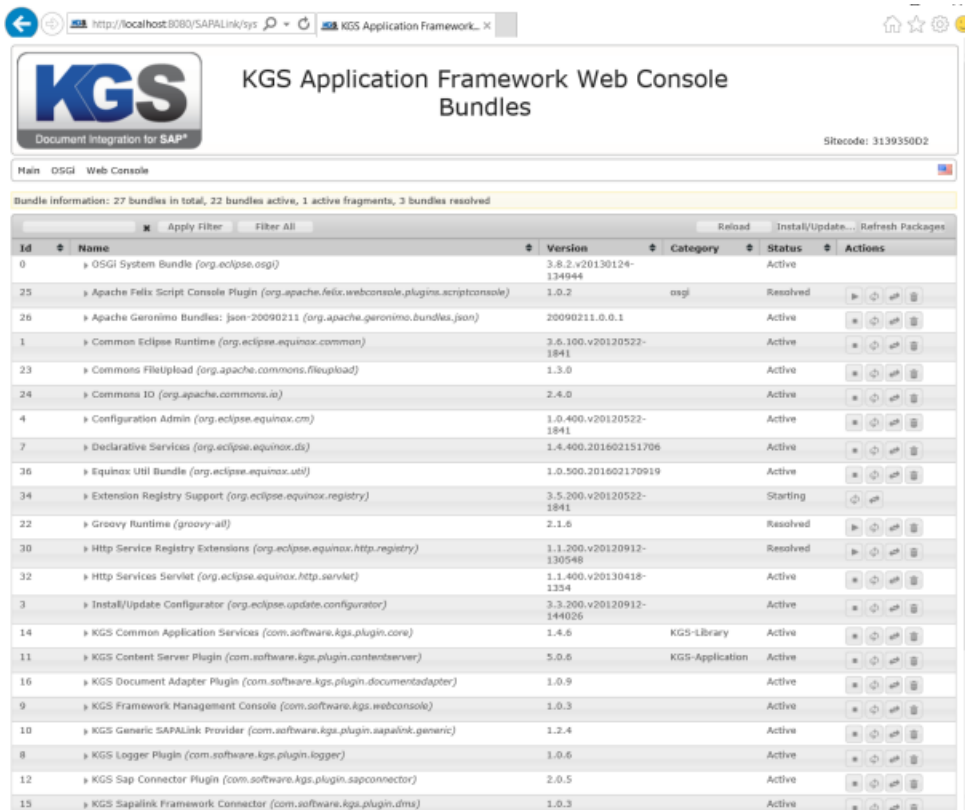 http://localhost:8080/SAPALink/sys
KGS Application Framework...
KGS
Document Integration for SAP®
KGS Application Framework Web Console
Bundles
Sitecode: 3139350D2
Main OSGi Web Console
Bundle information: 27 bundles in total, 22 bundles active, 1 active fragments, 3 bundles resolved
Apply Filter Filter All Reload Install/Update... Refresh Packages
Id Name Version Category Status Actions
0 OSGi System Bundle (org.eclipse.osgi) 3.8.2.v20130124-
134944 Active
25 Apache Felix Script Console Plugin (org.apache.felix.webconsole.plugins.scriptconsole) 1.0.2 osgi Resolved
26 Apache Geronimo Bundles: json-20090211 (org.apache.geronimo.bundles.json) 20090211.0.0.1 Active
1 Common Eclipse Runtime (org.eclipse.equinox.common) 3.6.100.v20120522-
1841 Active
23 Commons FileUpload (org.apache.commons.fileupload) 1.3.0 Active
24 Commons IO (org.apache.commons.io) 2.4.0 Active
4 Configuration Admin (org.eclipse.equinox.cm) 1.0.400.v20120522-
1841 Active
7 Declarative Services (org.eclipse.equinox.ds) 1.4.400.201602151706 Active
36 Equinox Util Bundle (org.eclipse.equinox.util) 1.0.500.201602170919 Active
34 Extension Registry Support (org.eclipse.equinox.registry) 3.5.200.v20120522-
1841 Starting
22 Groovy Runtime (groovy-all) 2.1.6 Resolved
30 Http Service Registry Extensions (org.eclipse.equinox.http.registry) 1.1.200.v20120912-
130548 Resolved
32 Http Services Servlet (org.eclipse.equinox.http.servlet) 1.1.400.v20130418-
1354 Active
3 Install/Update Configurator (org.eclipse.update.configurator) 3.3.200.v20120912-
144026 Active
14 KGS Common Application Services (com.software.kgs.plugin.core) 1.4.6 KGS-Library Active
11 KGS Content Server Plugin (com.software.kgs.plugin.contentserver) 5.0.6 KGS-Application Active
16 KGS Document Adapter Plugin (com.software.kgs.plugin.documentadapter) 1.0.9 Active
9 KGS Framework Management Console (com.software.kgs.webconsole) 1.0.3 Active
10 KGS Generic SAPALink Provider (com.software.kgs.plugin.sapalink.generic) 1.2.4 Active
8 KGS Logger Plugin (com.software.kgs.plugin.logger) 1.0.6 Active
12 KGS Sap Connector Plugin (com.software.kgs.plugin.sapconnector) 2.0.5 Active
15 KGS Sapalink Framework Connector (com.software.kgs.plugin.dms) 1.0.3 Active